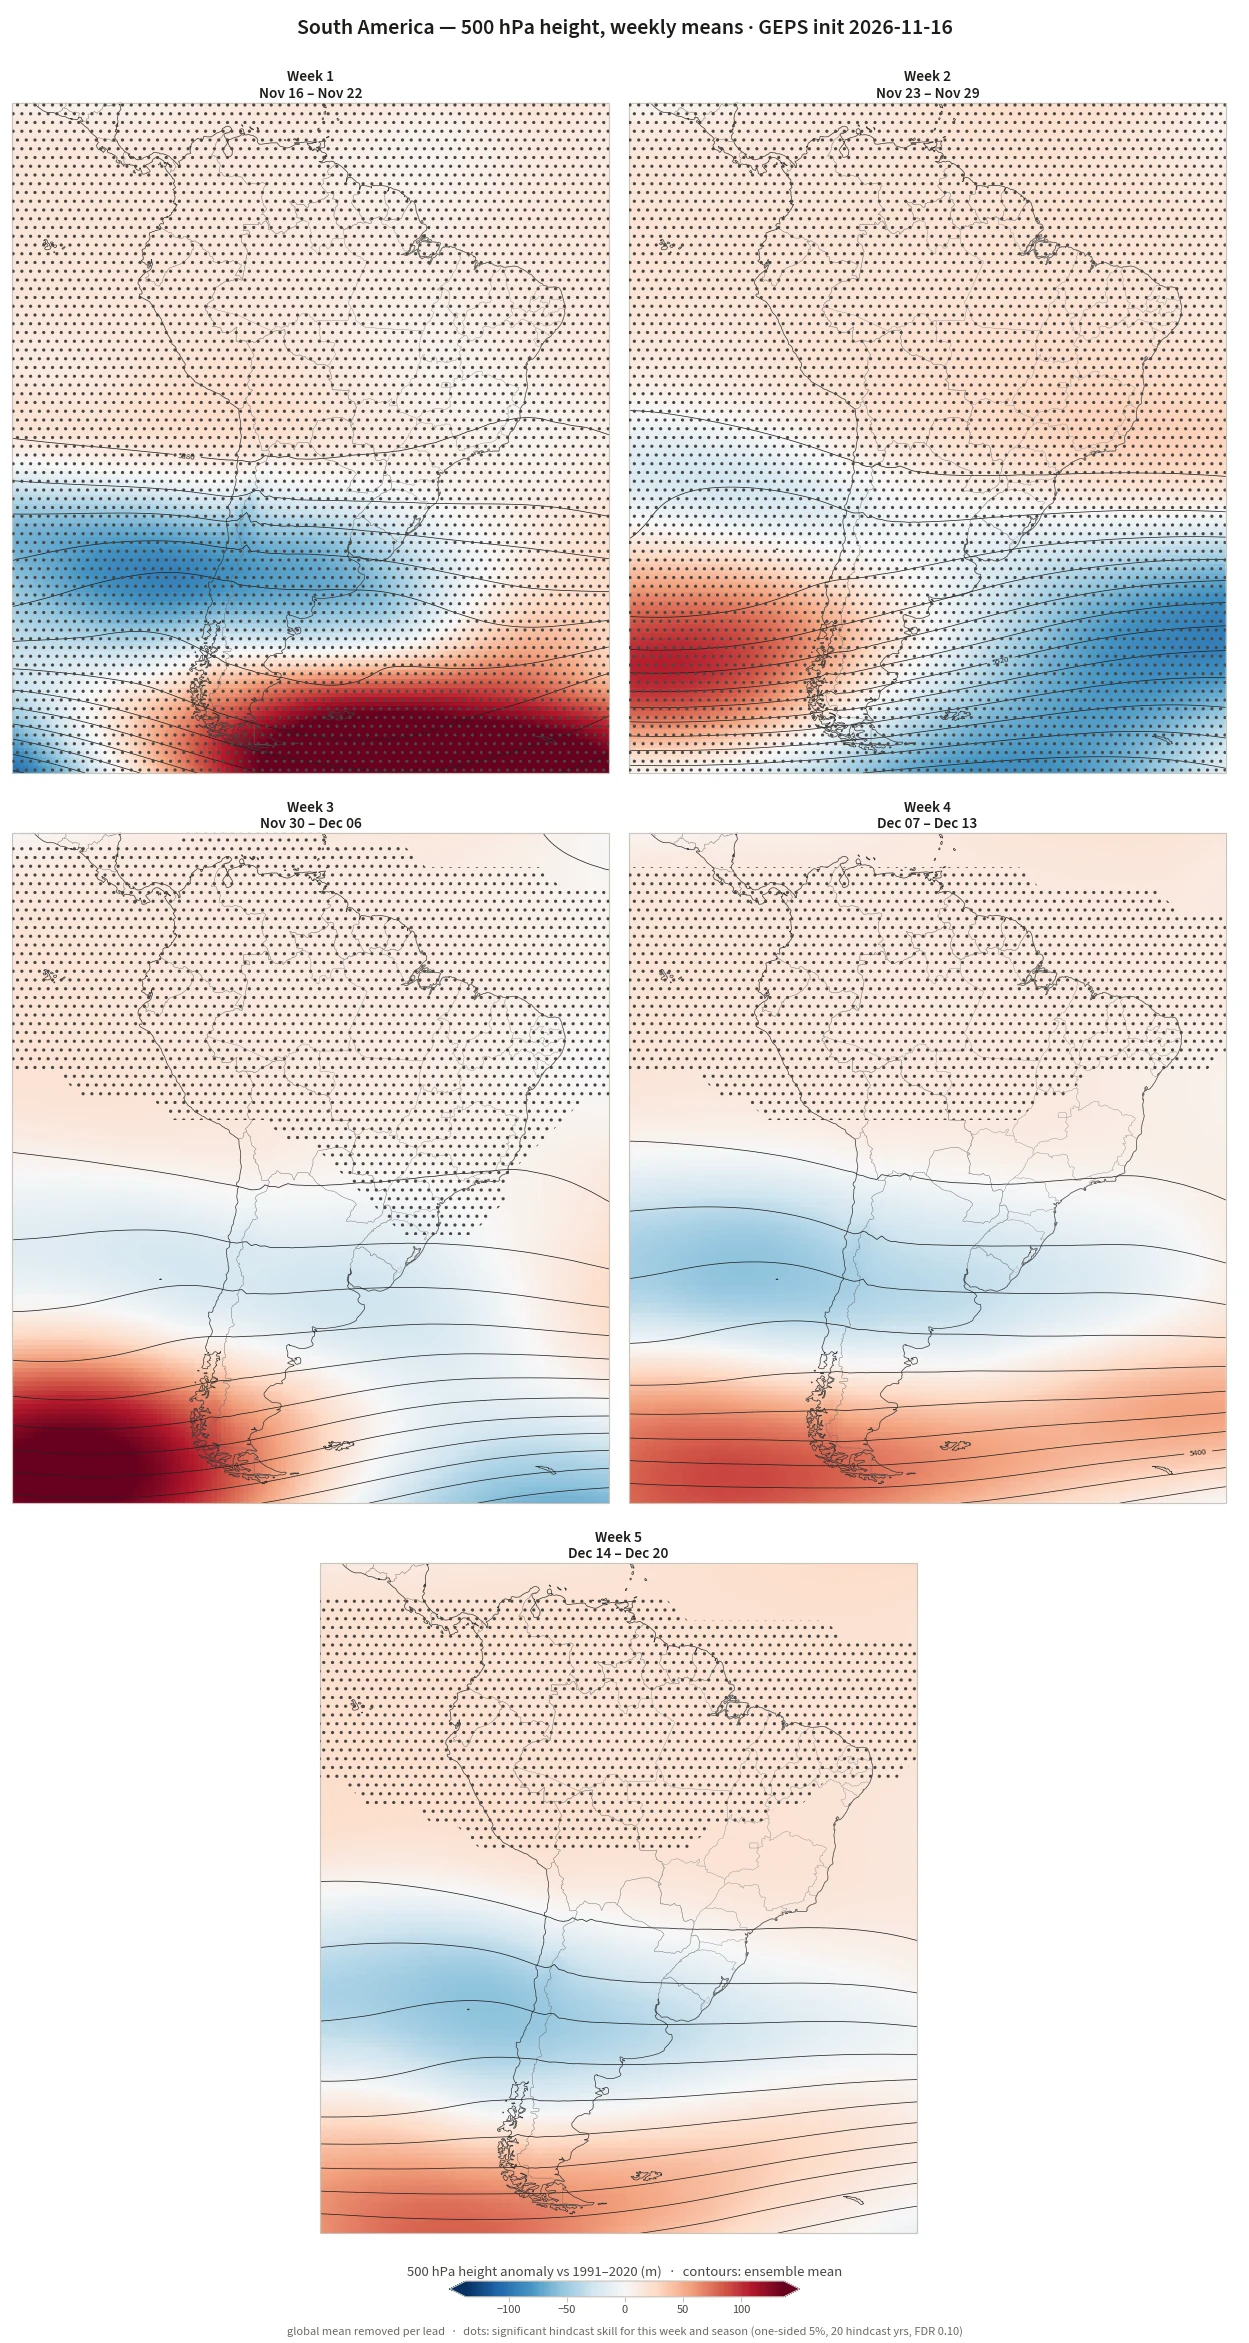 South America — 500 hPa height, weekly means · GEPS init 2026-11-16
Week 1
Nov 16 – Nov 22
Week 2
Nov 23 – Nov 29
Week 3
Nov 30 – Dec 06
Week 4
Dec 07 – Dec 13
5400
Week 5
Dec 14 – Dec 20
500 hPa height anomaly vs 1991–2020 (m) · contours: ensemble mean
−100 −50 0 50 100
global mean removed per lead · dots: significant hindcast skill for this week and season (one-sided 5%, 20 hindcast yrs, FDR 0.10)